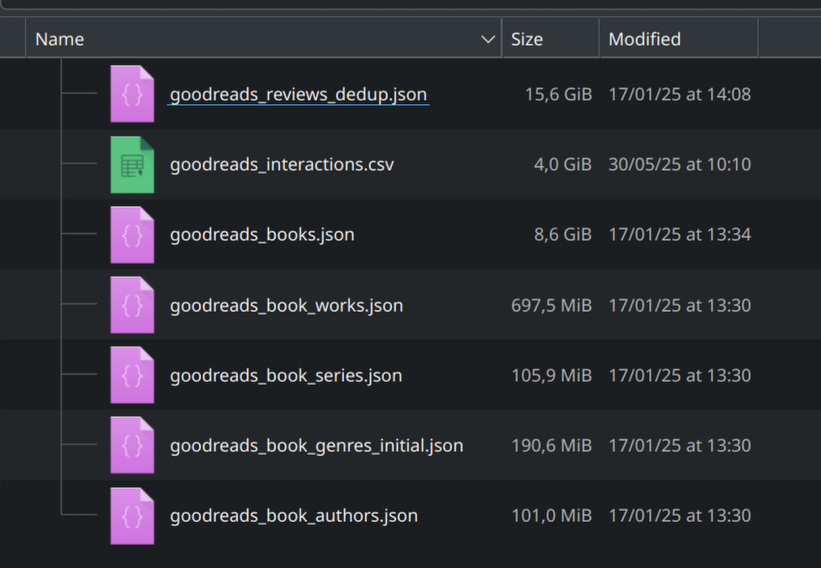 Name Size Modified
goodreads_reviews_dedup.json 15,6 GiB 17/01/25 at 14:08
goodreads_interactions.csv 4,0 GiB 30/05/25 at 10:10
goodreads_books.json 8,6 GiB 17/01/25 at 13:34
goodreads_book_works.json 697,5 MiB 17/01/25 at 13:30
goodreads_book_series.json 105,9 MiB 17/01/25 at 13:30
goodreads_book_genres_initial.json 190,6 MiB 17/01/25 at 13:30
goodreads_book_authors.json 101,0 MiB 17/01/25 at 13:30